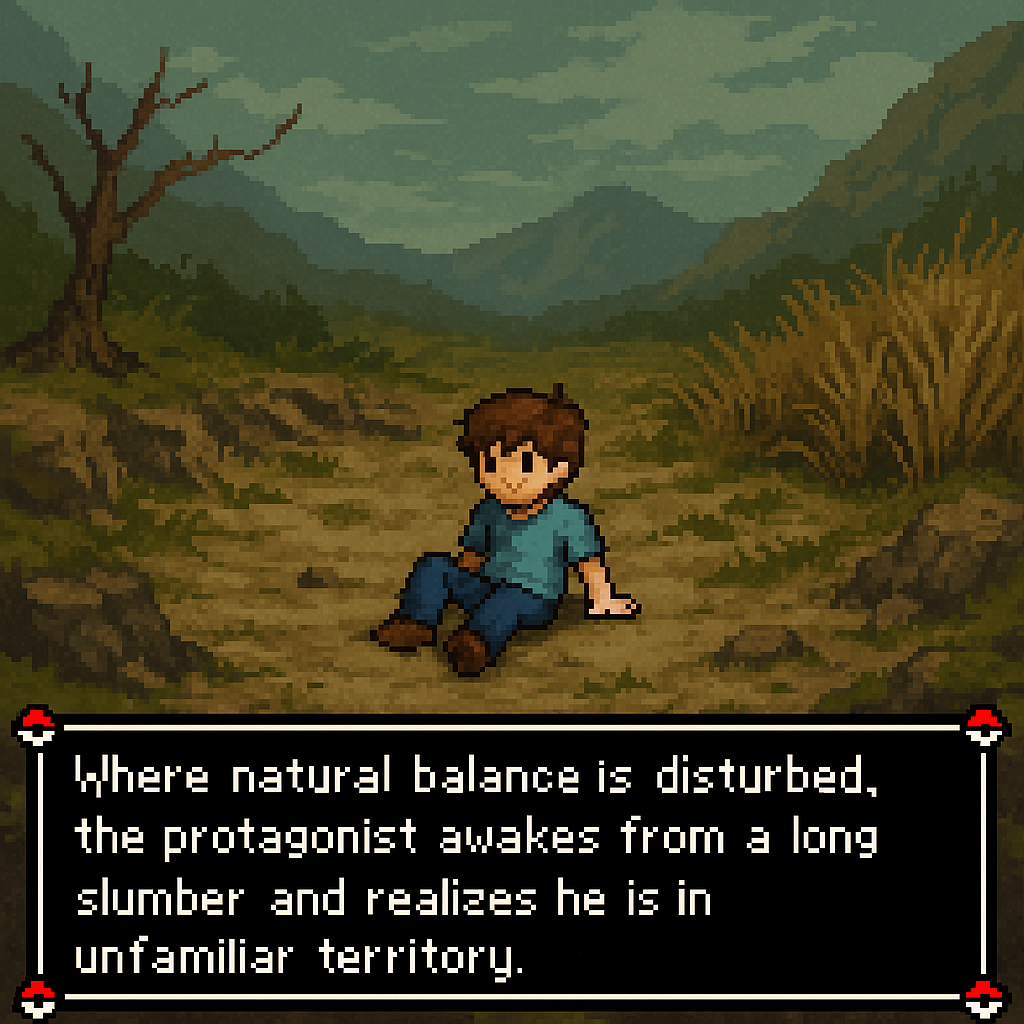 Where natural balance is disturbed,
the protagonist awakes from a long
slumber and realizes he is in
unfamiliar territory.